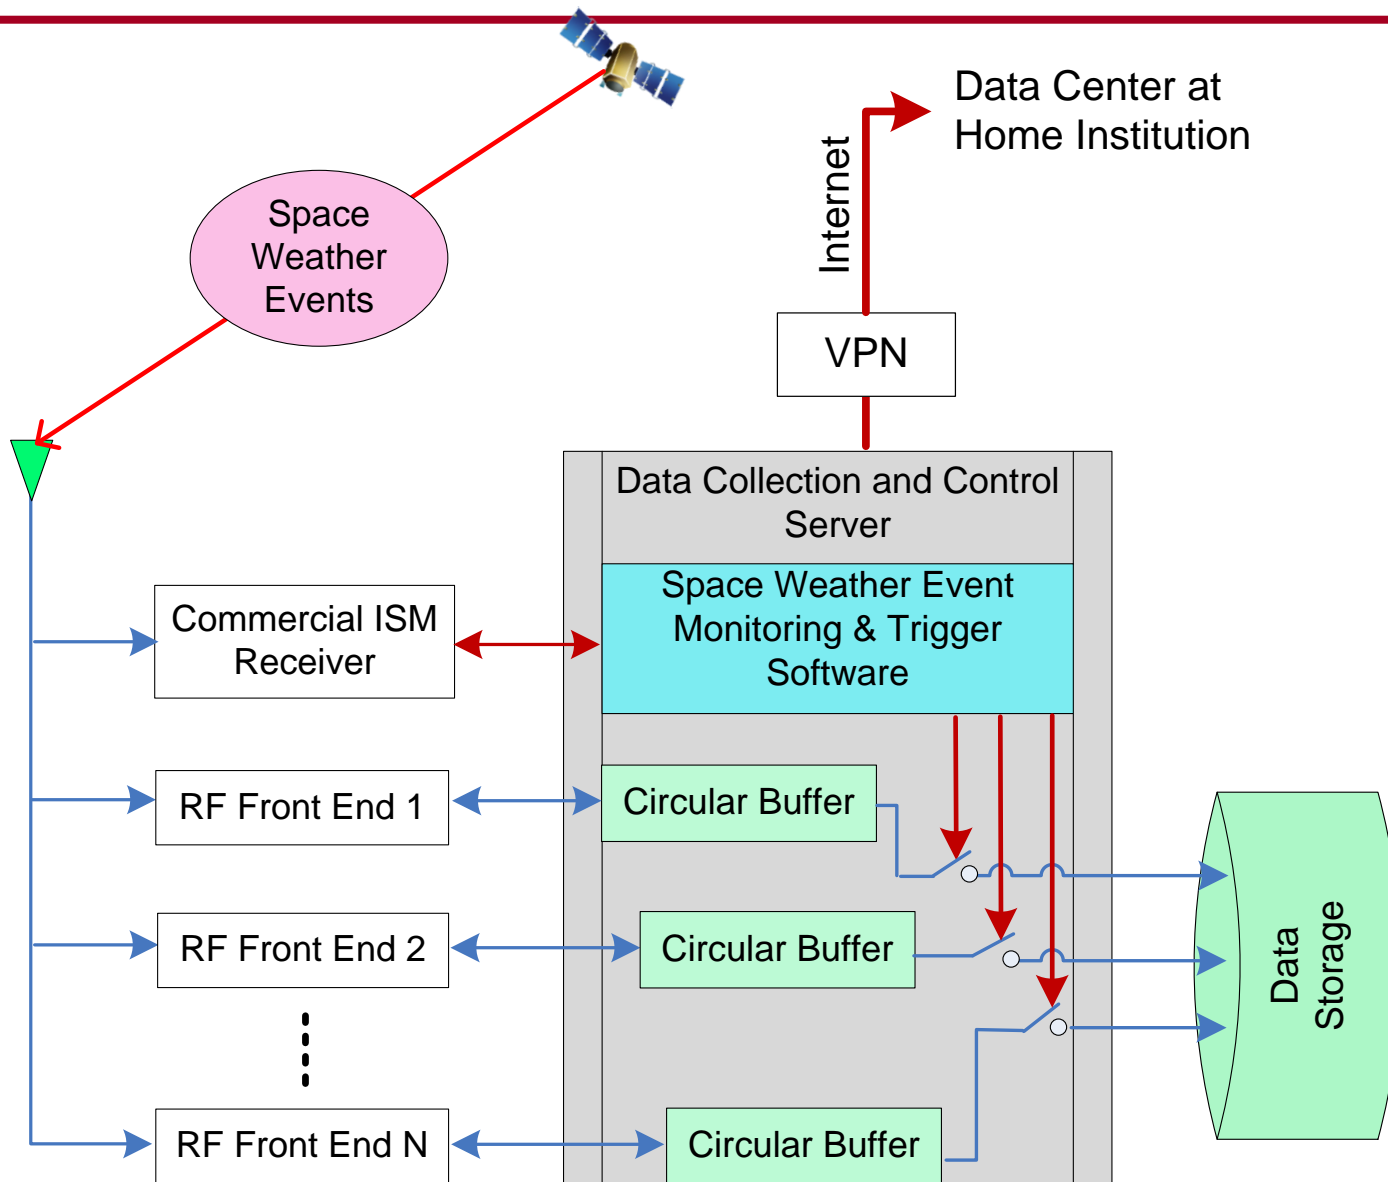 Data Center at
Home Institution
Internet
Space
Weather
Events
VPN
Data Collection and Control
Server
Space Weather Event
Monitoring & Trigger
Software
Commercial ISM
Receiver
RF Front End 1
Circular Buffer
RF Front End 2
Circular Buffer
Data
Storage
RF Front End N
Circular Buffer